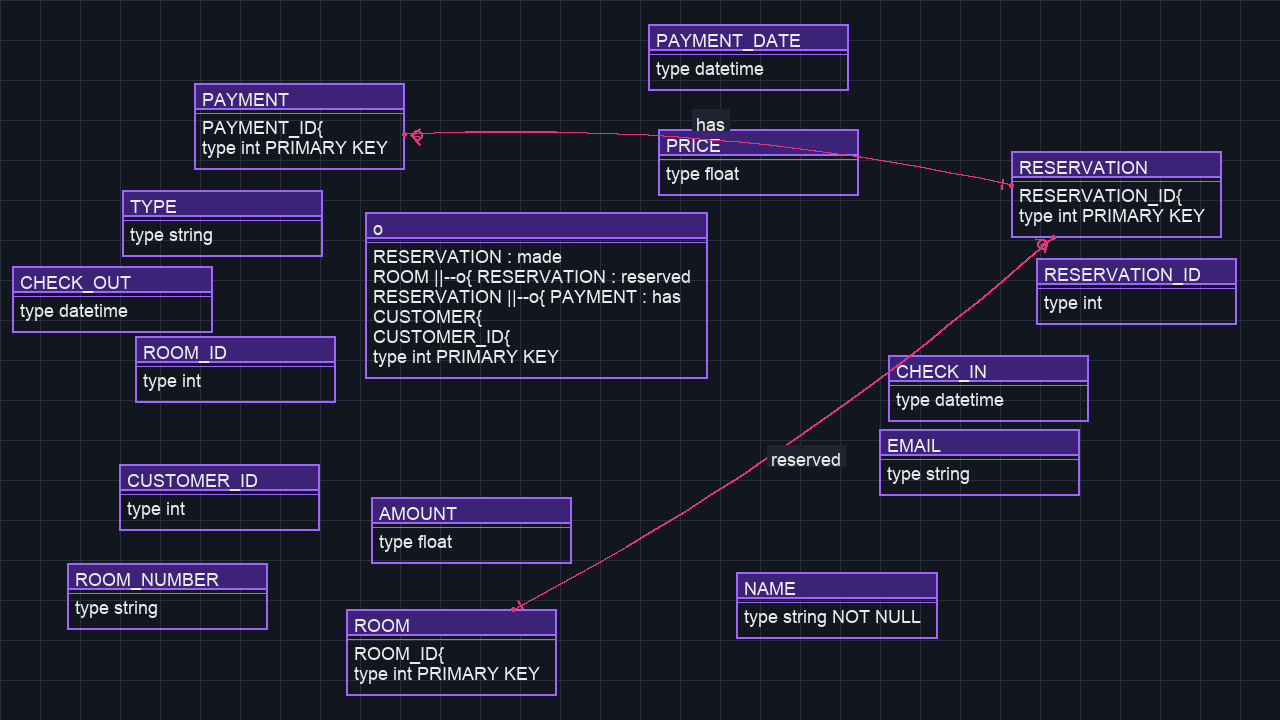 PAYMENT_DATE
type datetime
PAYMENT
PAYMENT_ID{
type int PRIMARY KEY
has
PRICE
type float
RESERVATION
RESERVATION_ID{
type int PRIMARY KEY
TYPE
type string
o
RESERVATION : made
ROOM ||--o{ RESERVATION : reserved
RESERVATION ||--o{ PAYMENT : has
CUSTOMER{
CUSTOMER_ID{
type int PRIMARY KEY
CHECK_OUT
type datetime
RESERVATION_ID
type int
ROOM_ID
type int
CHECK_IN
type datetime
EMAIL
type string
reserved
CUSTOMER_ID
type int
AMOUNT
type float
ROOM_NUMBER
type string
NAME
type string NOT NULL
ROOM
ROOM_ID{
type int PRIMARY KEY